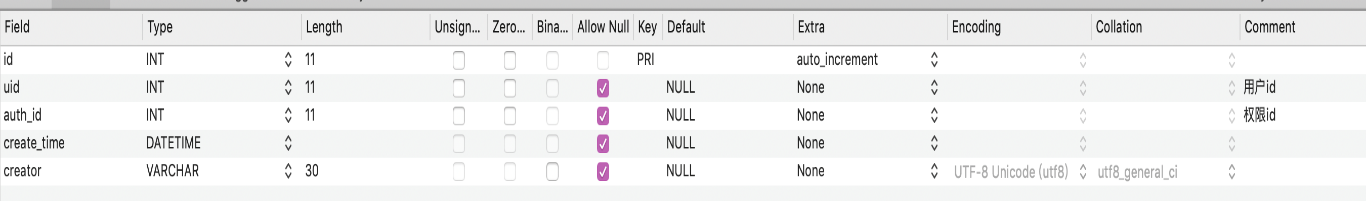 Field Type Length Unsign... Zero... Bina... Allow Null Key Default Extra Encoding Collation Comment
id INT 11 PRI auto_increment
uid INT 11 NULL None 用户id
auth_id INT 11 NULL None 权限id
create_time DATETIME NULL None
creator VARCHAR 30 NULL None UTF-8 Unicode (utf8) utf8_general_ci